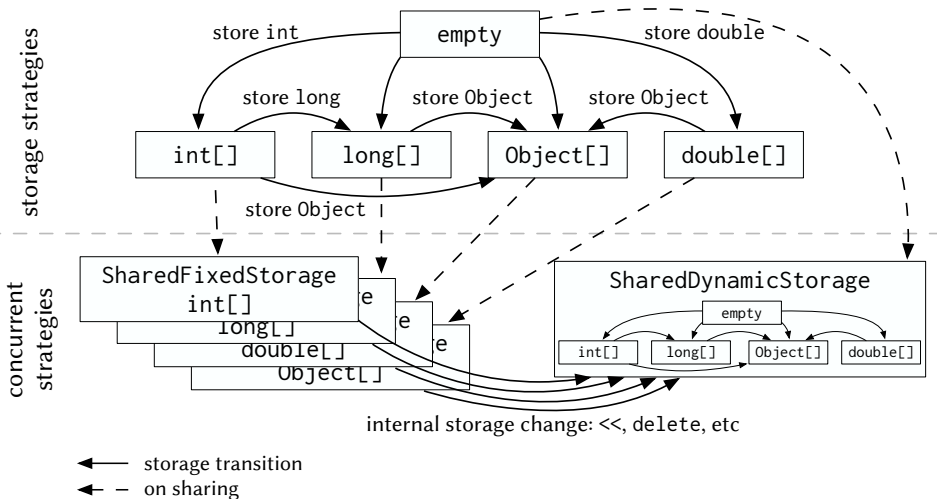 storage strategies
empty
store int
store double
store long
store Object
store Object
int[]
long[]
Object[]
double[]
store Object
concurrent
strategies
SharedFixedStorage
int[]
e
long[]
e
double[]
re
Object[]
SharedDynamicStorage
empty
int[]
long[]
Object[]
double[]
internal storage change: <<, delete, etc
storage transition
on sharing